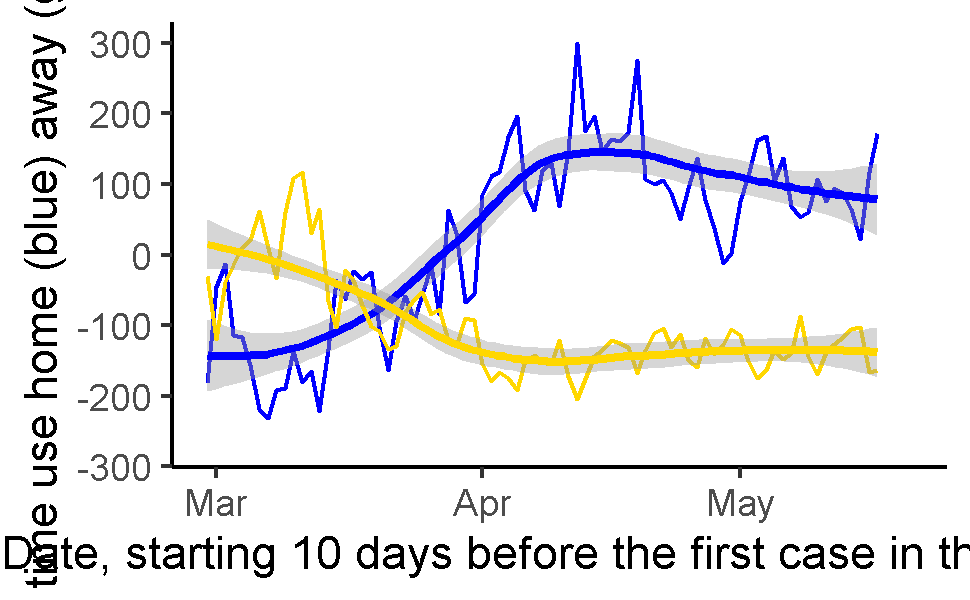 time use home (blue) away (
300
200
100
0
-100
-200
-300
Mar Apr May
Date, starting 10 days before the first case in th